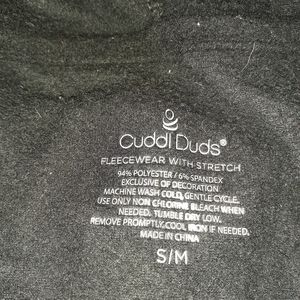 Cuddl Duds®
FLEECEWEAR WITH STRETCH
94% POLYESTER / 6% SPANDEX
EXCLUSIVE OF DECORATION
MACHINE WASH COLD, GENTLE CYCLE.
USE ONLY NON CHLORINE BLEACH WHEN
NEEDED. TUMBLE DRY LOW.
REMOVE PROMPTLY. COOL IRON IF NEEDED.
MADE IN CHINA
S/M